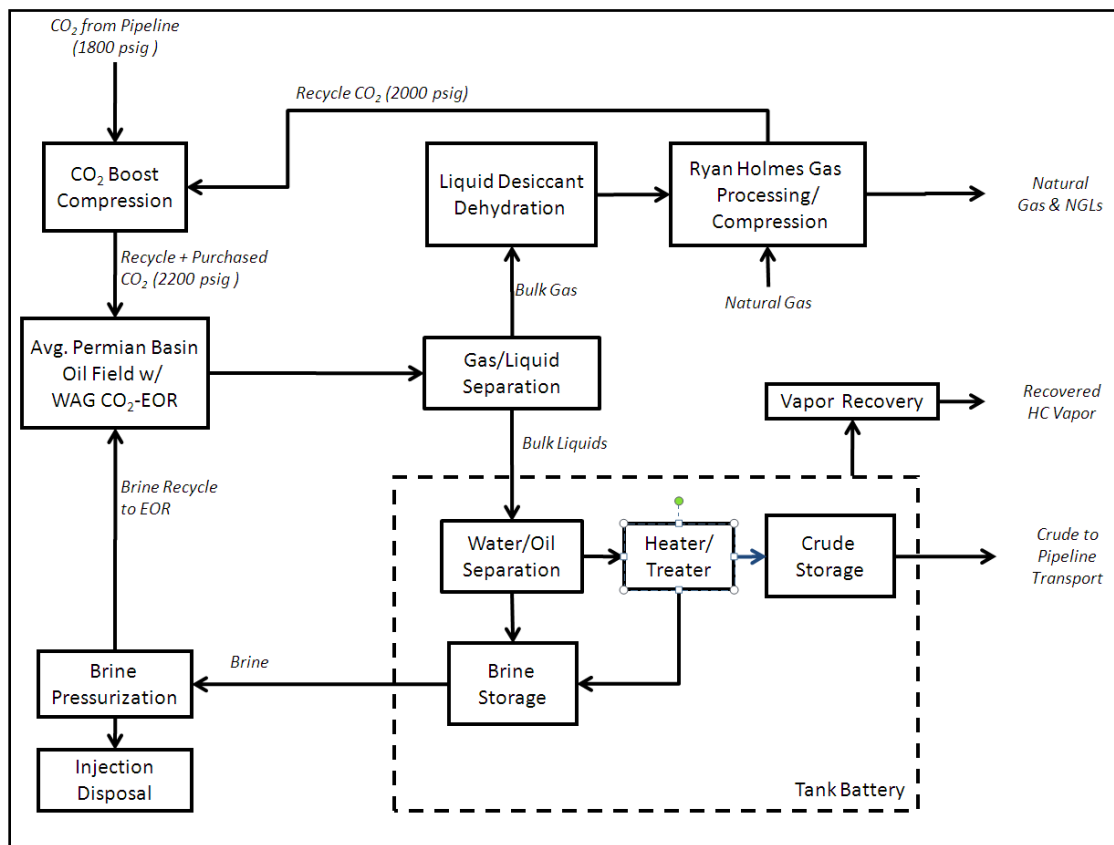 CO₂ from Pipeline
(1800 psig )
Recycle CO₂ (2000 psig)
CO₂ Boost
Compression
Liquid Desiccant
Dehydration
Ryan Holmes Gas
Processing/
Compression
Natural
Gas & NGLs
Recycle + Purchased
CO₂ (2200 psig )
Bulk Gas
Natural Gas
Avg. Permian Basin
Oil Field w/
WAG CO₂-EOR
Gas/Liquid
Separation
Vapor Recovery
Recovered
HC Vapor
Bulk Liquids
Brine Recycle
to EOR
Water/Oil
Separation
Heater/
Treater
Crude
Storage
Crude to
Pipeline
Transport
Brine
Pressurization
Brine
Brine
Storage
Injection
Disposal
Tank Battery